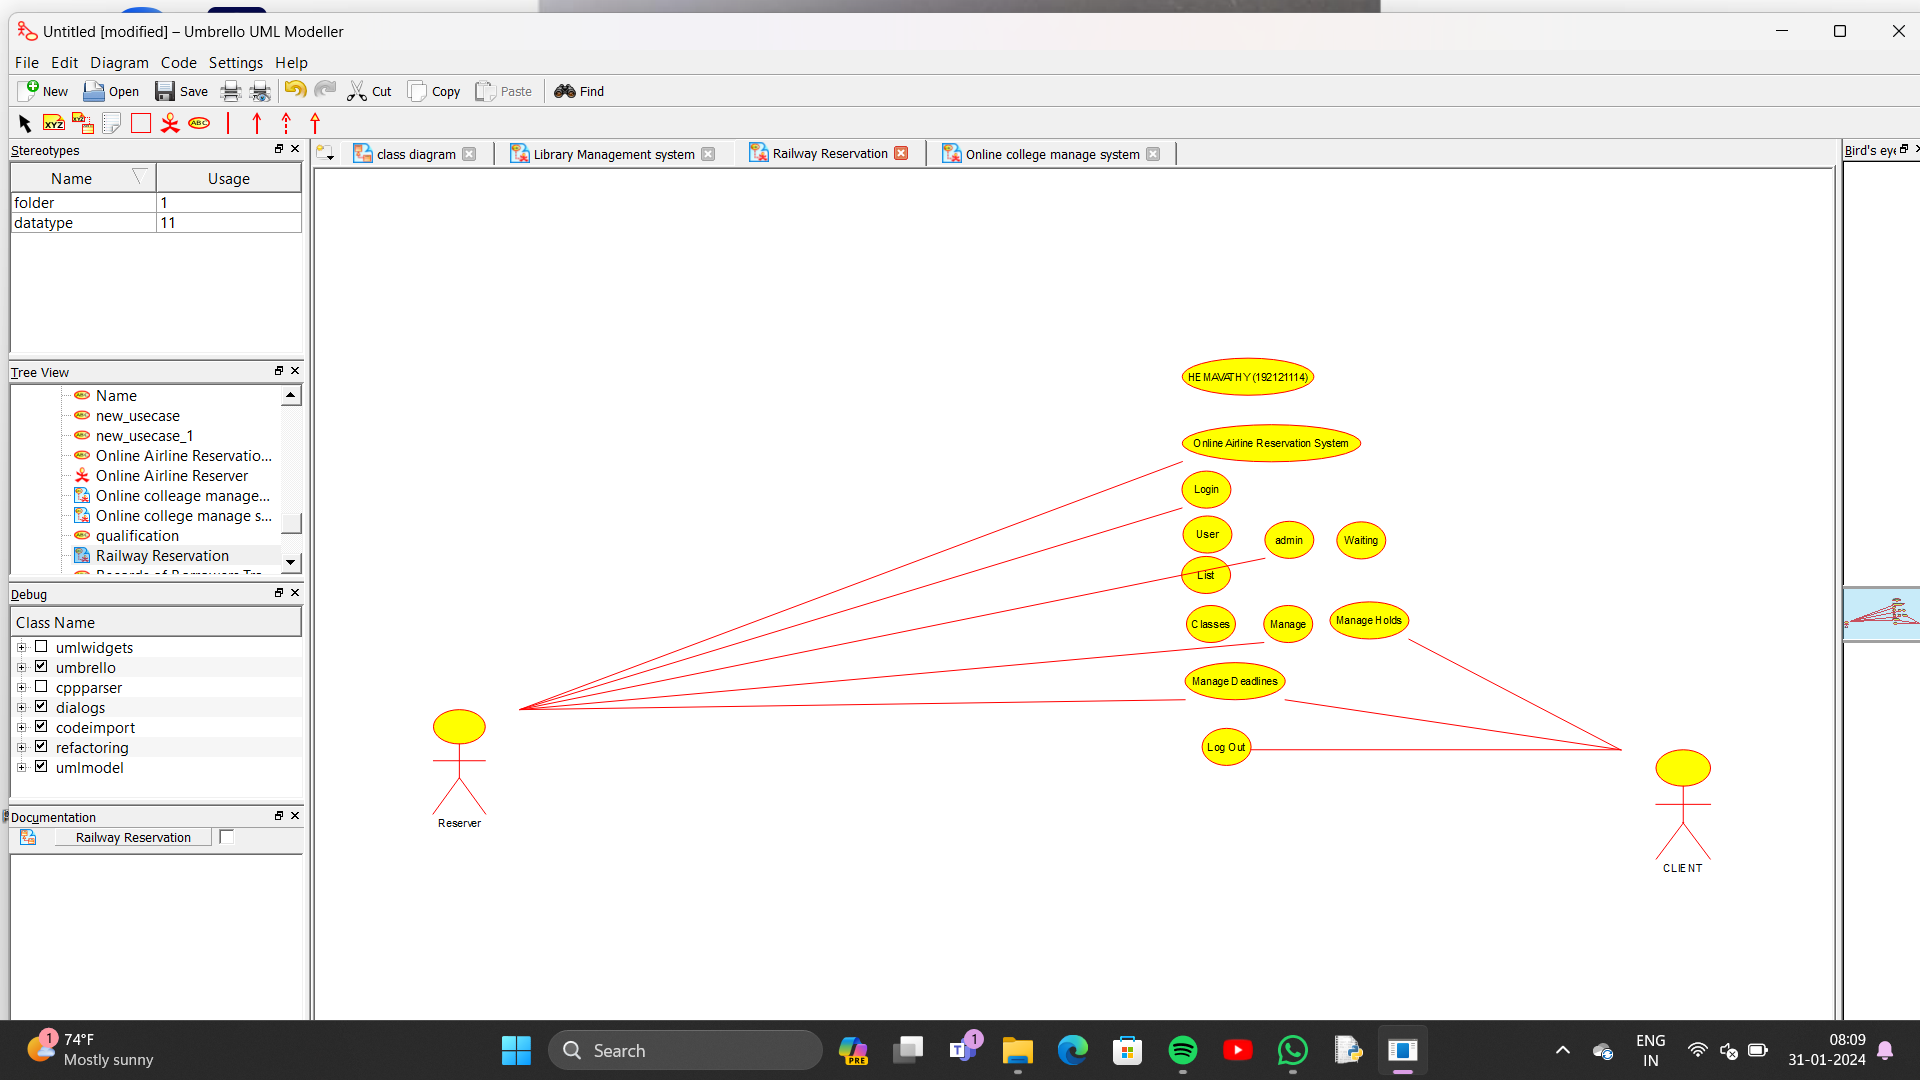 Untitled [modified] – Umbrello UML Modeller
File Edit Diagram Code Settings Help
New Open Save Cut Copy Paste Find
XYZ ABC
Stereotypes
Name Usage
folder 1
datatype 11
class diagram Library Management system Railway Reservation Online college manage system
Bird's eye
Tree View
Name
new_usecase
new_usecase_1
Online Airline Reservatio...
Online Airline Reserver
Online colleage manage...
Online college manage s...
qualification
Railway Reservation
Debug
Class Name
umlwidgets
umbrello
cppparser
dialogs
codeimport
refactoring
umlmodel
Documentation
Railway Reservation
HEMAVATHY (192121114)
Online Airline Reservation System
Login
User admin Waiting
List
Classes Manage Manage Holds
Manage Deadlines
Log Out
Reserver
CLIENT
1 74°F
Mostly sunny
Search
PRE
1
ENG
IN
08:09
31-01-2024